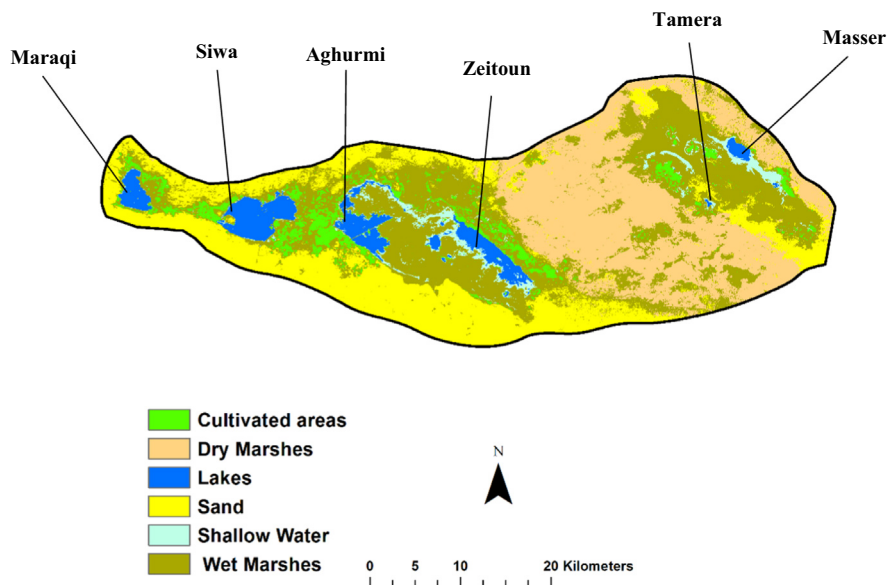 Maraqi
Siwa
Aghurmi
Zeitoun
Tamera
Masser
Cultivated areas
Dry Marshes
Lakes
Sand
Shallow Water
Wet Marshes
N
0 5 10 20 Kilometers